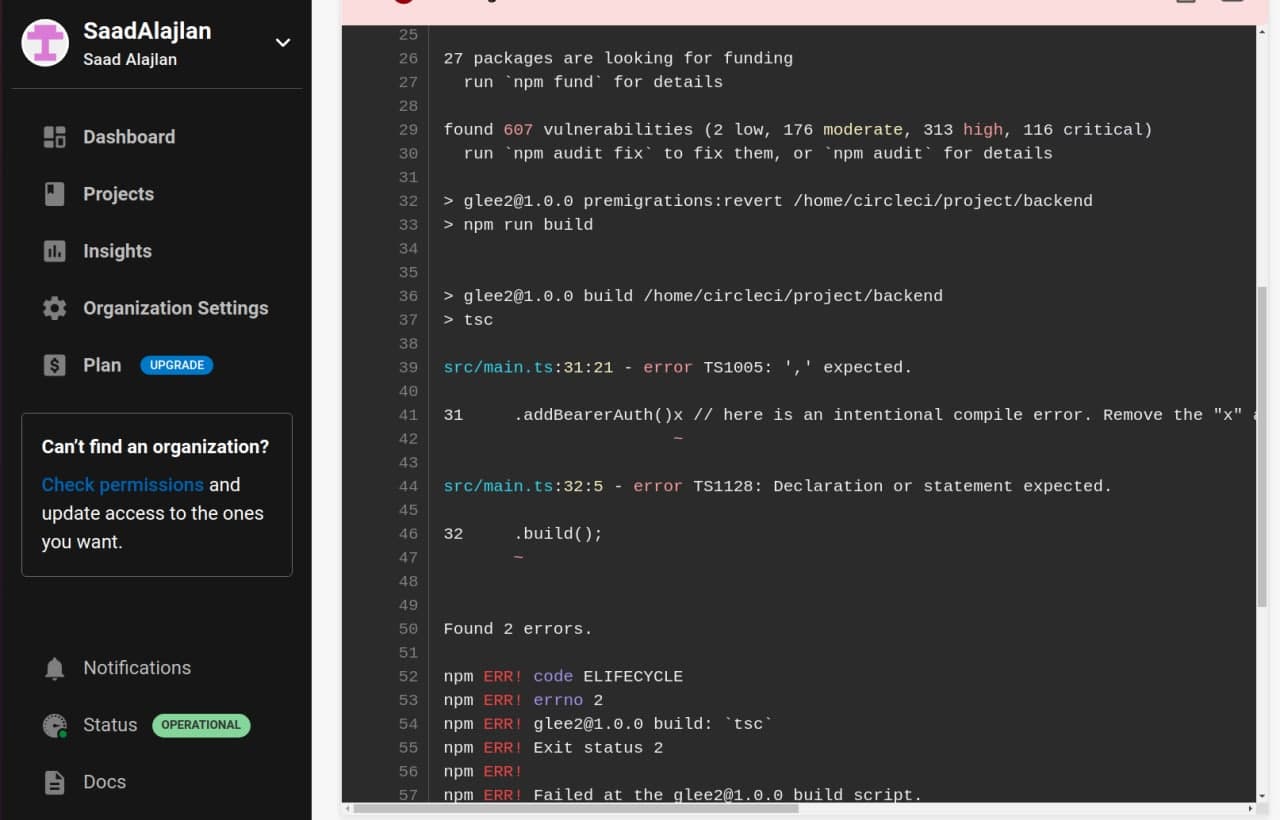 SaadAlajlan
Saad Alajlan
Dashboard
Projects
Insights
Organization Settings
Plan UPGRADE
Can’t find an organization?
Check permissions and
update access to the ones
you want.
Notifications
Status OPERATIONAL
Docs
25
26 27 packages are looking for funding
27   run `npm fund` for details
28
29 found 607 vulnerabilities (2 low, 176 moderate, 313 high, 116 critical)
30   run `npm audit fix` to fix them, or `npm audit` for details
31
32 > glee2@1.0.0 premigrations:revert /home/circleci/project/backend
33 > npm run build
34
35
36 > glee2@1.0.0 build /home/circleci/project/backend
37 > tsc
38
39 src/main.ts:31:21 - error TS1005: ',' expected.
40
41 31     .addBearerAuth()x // here is an intentional compile error. Remove the "x"
42                        ~
43
44 src/main.ts:32:5 - error TS1128: Declaration or statement expected.
45
46 32     .build();
47        ~
48
49
50 Found 2 errors.
51
52 npm ERR! code ELIFECYCLE
53 npm ERR! errno 2
54 npm ERR! glee2@1.0.0 build: `tsc`
55 npm ERR! Exit status 2
56 npm ERR!
57 npm ERR! Failed at the glee2@1.0.0 build script.